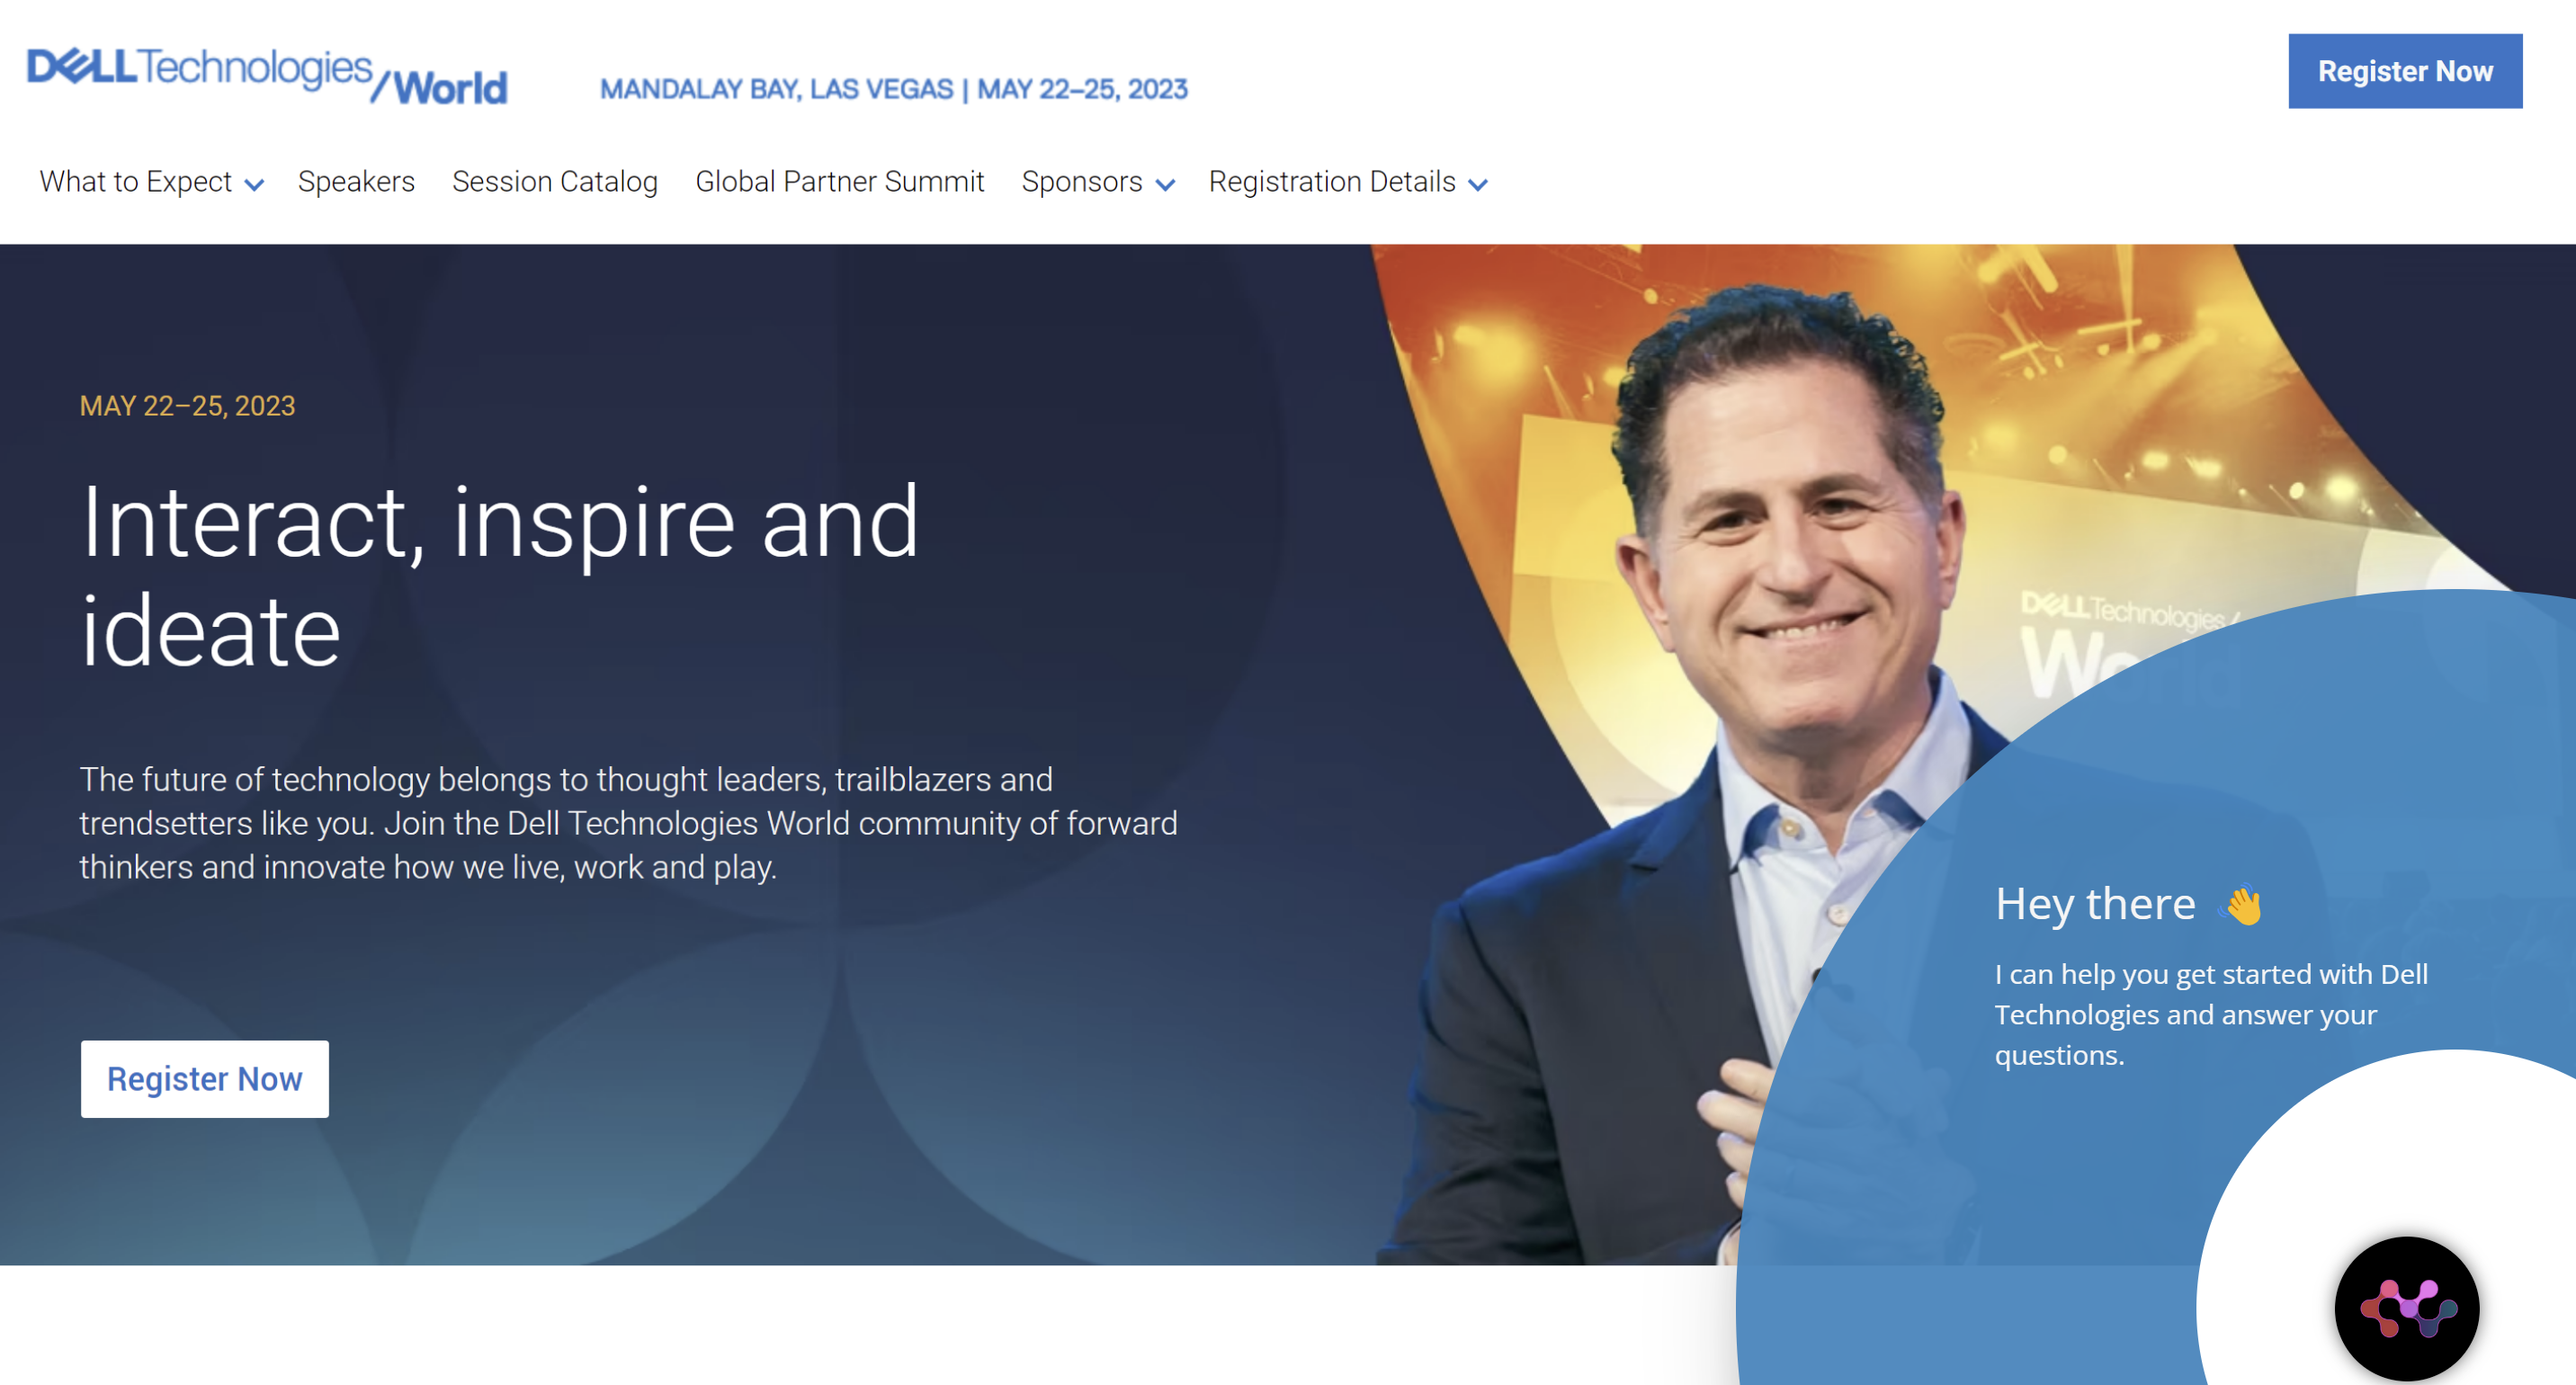 DELLTechnologies/World
MANDALAY BAY, LAS VEGAS | MAY 22–25, 2023
Register Now
What to Expect
Speakers
Session Catalog
Global Partner Summit
Sponsors
Registration Details
MAY 22–25, 2023
Interact, inspire and
ideate
The future of technology belongs to thought leaders, trailblazers and
trendsetters like you. Join the Dell Technologies World community of forward
thinkers and innovate how we live, work and play.
Register Now
DELLTechnologies/
World
Hey there 👋
I can help you get started with Dell
Technologies and answer your
questions.